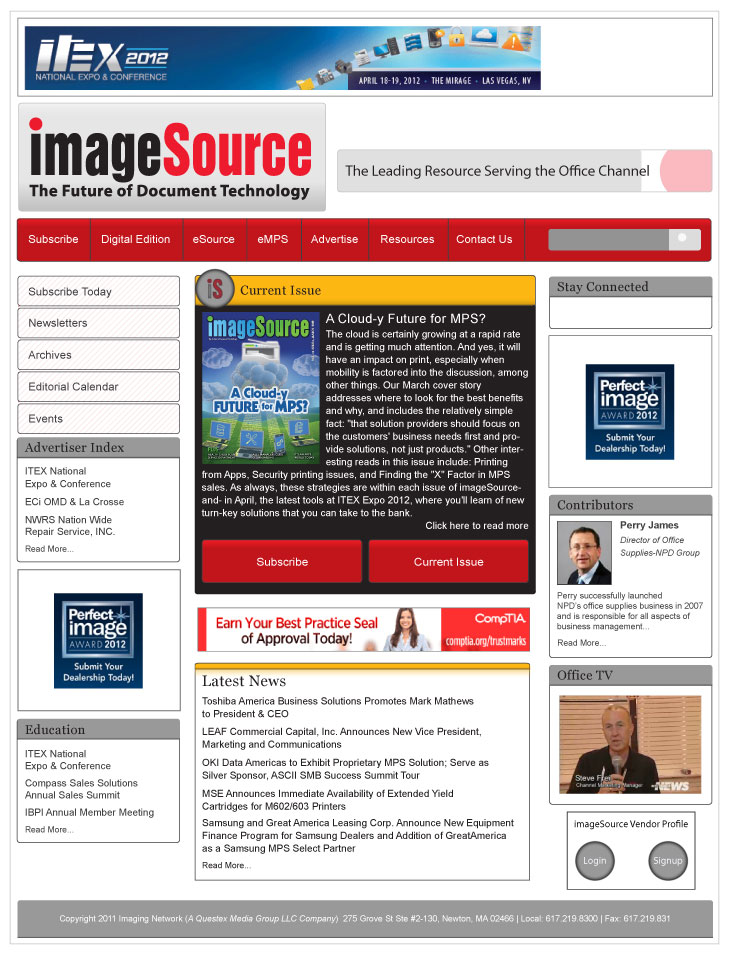 ITEX 2012
NATIONAL EXPO & CONFERENCE
APRIL 18-19, 2012 - THE MIRAGE - LAS VEGAS, NV
imageSource
The Future of Document Technology
The Leading Resource Serving the Office Channel
Subscribe
Digital Edition
eSource
eMPS
Advertise
Resources
Contact Us
Subscribe Today
Newsletters
Archives
Editorial Calendar
Events
Advertiser Index
ITEX National
Expo & Conference
ECi OMD & La Crosse
NWRS Nation Wide
Repair Service, INC.
Read More...
Perfect
image
AWARD 2012
Submit Your
Dealership Today!
Education
ITEX National
Expo & Conference
Compass Sales Solutions
Annual Sales Summit
IBPI Annual Member Meeting
Read More...
iS
Current Issue
imageSource
A Cloud-y
FUTURE for MPS?
A Cloud-y Future for MPS?
The cloud is certainly growing at a rapid rate
and is getting much attention. And yes, it will
have an impact on print, especially when
mobility is factored into the discussion, among
other things. Our March cover story
addresses where to look for the best benefits
and why, and includes the relatively simple
fact: "that solution providers should focus on
the customers' business needs first and pro-
vide solutions, not just products." Other inter-
esting reads in this issue include: Printing
from Apps, Security printing issues, and Finding the "X" Factor in MPS
sales. As always, these strategies are within each issue of imageSource-
and- in April, the latest tools at ITEX Expo 2012, where you'll learn of new
turn-key solutions that you can take to the bank.
Click here to read more
Subscribe
Current Issue
Earn Your Best Practice Seal
of Approval Today!
CompTIA
comptia.org/trustmarks
Latest News
Toshiba America Business Solutions Promotes Mark Mathews
to President & CEO
LEAF Commercial Capital, Inc. Announces New Vice President,
Marketing and Communications
OKI Data Americas to Exhibit Proprietary MPS Solution; Serve as
Silver Sponsor, ASCII SMB Success Summit Tour
MSE Announces Immediate Availability of Extended Yield
Cartridges for M602/603 Printers
Samsung and Great America Leasing Corp. Announce New Equipment
Finance Program for Samsung Dealers and Addition of GreatAmerica
as a Samsung MPS Select Partner
Read More...
Stay Connected
Perfect
image
AWARD 2012
Submit Your
Dealership Today!
Contributors
Perry James
Director of Office
Supplies-NPD Group
Perry successfully launched
NPD's office supplies business in 2007
and is responsible for all aspects of
business management...
Read More...
Office TV
Steve Fren
Channel Marketing Manager
NEWS
imageSource Vendor Profile
Login
Signup
Copyright 2011 Imaging Network (A Questex Media Group LLC Company) 275 Grove St Ste #2-130, Newton, MA 02466 | Local: 617.219.8300 | Fax: 617.219.831